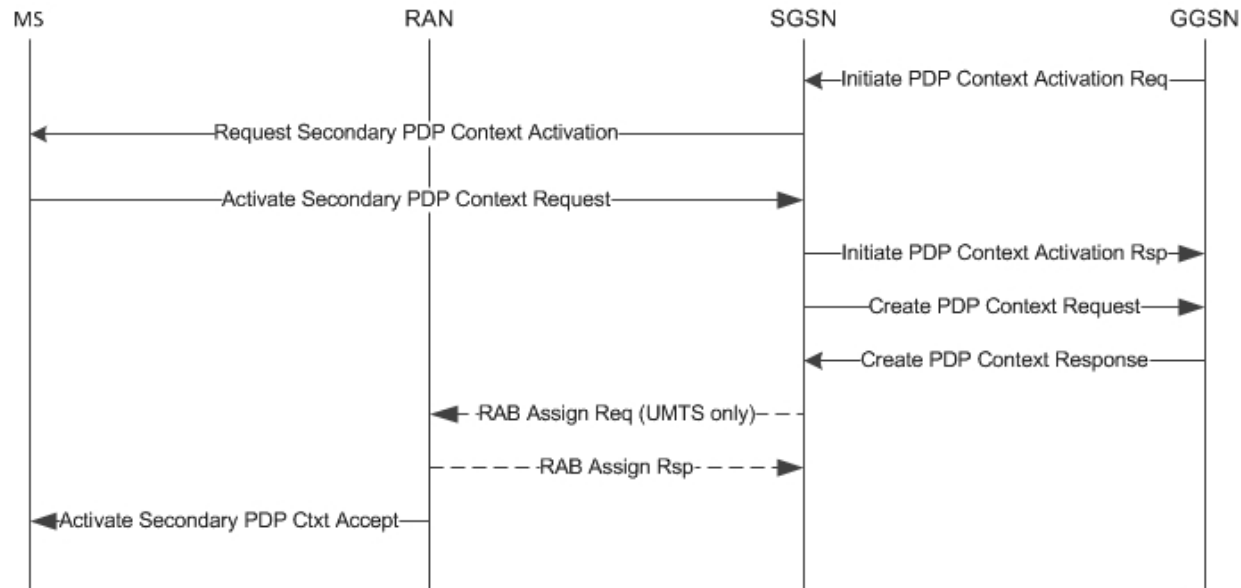 MS RAN SGSN GGSN
Initiate PDP Context Activation Req
Request Secondary PDP Context Activation
Activate Secondary PDP Context Request
Initiate PDP Context Activation Rsp
Create PDP Context Request
Create PDP Context Response
RAB Assign Req (UMTS only)
RAB Assign Rsp
Activate Secondary PDP Ctxt Accept